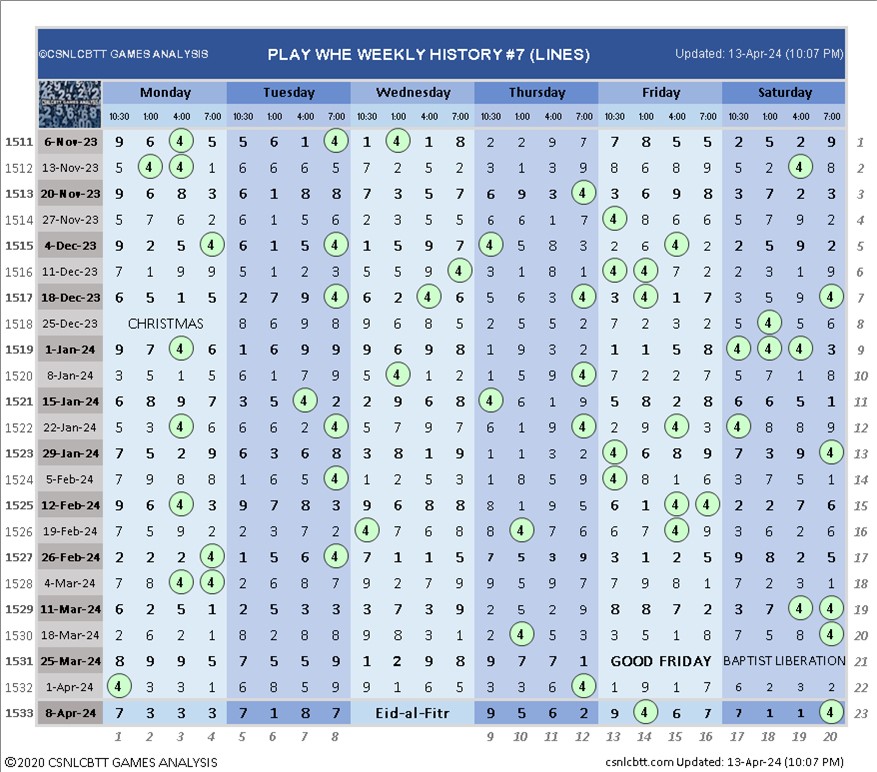 ©CSNLCBTT GAMES ANALYSIS PLAY WHE WEEKLY HISTORY #7 (LINES) Updated: 13-Apr-24 (10:07 PM)
Monday Tuesday Wednesday Thursday Friday Saturday
10:30 1:00 4:00 7:00 10:30 1:00 4:00 7:00 10:30 1:00 4:00 7:00 10:30 1:00 4:00 7:00 10:30 1:00 4:00 7:00 10:30 1:00 4:00 7:00
1511 6-Nov-23 9 6 4 5 5 6 1 4 1 4 1 8 2 2 9 7 7 8 5 5 2 5 2 9 1
1512 13-Nov-23 5 4 4 1 6 6 6 5 7 2 5 2 3 1 3 9 8 6 8 9 5 2 4 8 2
1513 20-Nov-23 9 6 8 3 6 1 8 8 7 3 5 7 6 9 3 4 3 6 9 8 3 7 2 3 3
1514 27-Nov-23 5 7 6 2 6 1 5 6 2 3 5 5 6 6 1 7 4 8 6 6 5 7 9 2 4
1515 4-Dec-23 9 2 5 4 6 1 5 4 1 5 9 7 4 5 8 3 2 6 4 2 2 5 9 2 5
1516 11-Dec-23 7 1 9 9 5 1 2 3 5 7 6 4 3 1 8 1 4 4 7 2 2 3 1 9 6
1517 18-Dec-23 6 5 1 5 2 7 9 4 6 2 4 6 5 6 3 4 3 4 1 7 3 5 9 4 7
1518 25-Dec-23 CHRISTMAS 8 6 9 8 9 6 8 5 2 5 5 2 7 2 3 2 5 4 5 6 8
1519 1-Jan-24 9 7 4 6 1 6 9 9 9 6 9 8 1 9 3 2 1 1 5 8 4 4 4 3 9
1520 8-Jan-24 3 5 1 5 6 1 7 9 5 4 1 2 5 1 8 4 7 2 2 7 5 7 1 8 10
1521 15-Jan-24 6 8 9 7 3 5 4 2 2 9 6 8 4 6 1 9 5 8 2 8 6 6 5 1 11
1522 22-Jan-24 5 3 4 6 6 6 2 4 5 7 9 7 6 1 9 4 2 9 4 3 4 8 8 9 12
1523 29-Jan-24 7 5 2 9 6 3 6 8 3 8 1 9 1 1 3 2 4 6 8 9 7 3 9 4 13
1524 5-Feb-24 7 9 8 8 1 6 5 4 1 2 5 3 1 8 5 9 4 8 1 6 3 7 5 1 14
1525 12-Feb-24 9 6 4 3 9 7 8 3 9 6 8 8 8 1 9 5 6 1 4 4 2 2 7 6 15
1526 19-Feb-24 7 5 9 2 2 3 7 2 4 7 6 8 1 4 7 6 6 7 4 9 3 6 2 6 16
1527 26-Feb-24 2 2 2 4 1 5 6 4 7 1 1 5 7 5 3 9 3 1 2 5 9 8 2 5 17
1528 4-Mar-24 7 8 4 4 2 6 8 7 9 2 7 9 5 9 7 7 7 9 8 1 7 2 3 1 18
1529 11-Mar-24 6 2 5 1 2 5 3 3 3 7 3 9 2 5 2 9 8 8 7 2 3 7 4 4 19
1530 18-Mar-24 2 6 2 1 8 2 8 8 9 8 3 1 2 4 5 3 3 5 1 8 7 5 8 4 20
1531 25-Mar-24 8 9 9 5 7 5 5 9 1 2 9 8 9 7 7 1 GOOD FRIDAY BAPTIST LIBERATION 21
1532 1-Apr-24 4 3 3 1 6 8 5 9 9 1 6 5 3 3 6 4 1 9 1 7 6 2 3 2 22
1533 8-Apr-24 7 3 3 3 7 1 8 7 Eid-al-Fitr 9 5 6 2 9 4 6 7 7 1 1 4 23
1 2 3 4 5 6 7 8 9 10 11 12 13 14 15 16 17 18 19 20
©2020 CSNLCBTT GAMES ANALYSIS csnlcbtt.com Updated: 13-Apr-24 (10:07 PM)